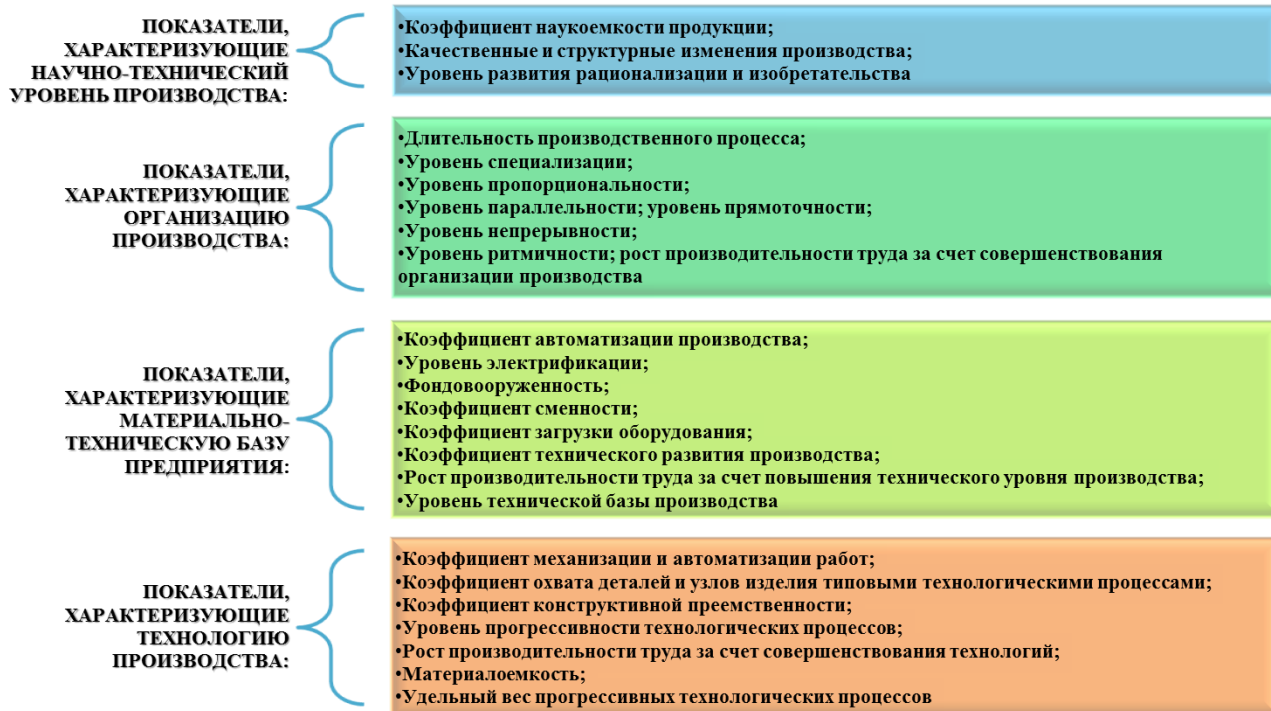 ПОКАЗАТЕЛИ,
ХАРАКТЕРИЗУЮЩИЕ
НАУЧНО-ТЕХНИЧЕСКИЙ
УРОВЕНЬ ПРОИЗВОДСТВА:
•Коэффициент наукоемкости продукции;
•Качественные и структурные изменения производства;
•Уровень развития рационализации и изобретательства
ПОКАЗАТЕЛИ,
ХАРАКТЕРИЗУЮЩИЕ
ОРГАНИЗАЦИЮ
ПРОИЗВОДСТВА:
•Длительность производственного процесса;
•Уровень специализации;
•Уровень пропорциональности;
•Уровень параллельности; уровень прямоточности;
•Уровень непрерывности;
•Уровень ритмичности; рост производительности труда за счет совершенствования
организации производства
ПОКАЗАТЕЛИ,
ХАРАКТЕРИЗУЮЩИЕ
МАТЕРИАЛЬНО-
ТЕХНИЧЕСКУЮ БАЗУ
ПРЕДПРИЯТИЯ:
•Коэффициент автоматизации производства;
•Уровень электрификации;
•Фондовооруженность;
•Коэффициент сменности;
•Коэффициент загрузки оборудования;
•Коэффициент технического развития производства;
•Рост производительности труда за счет повышения технического уровня производства;
•Уровень технической базы производства
ПОКАЗАТЕЛИ,
ХАРАКТЕРИЗУЮЩИЕ
ТЕХНОЛОГИЮ
ПРОИЗВОДСТВА:
•Коэффициент механизации и автоматизации работ;
•Коэффициент охвата деталей и узлов изделия типовыми технологическими процессами;
•Коэффициент конструктивной преемственности;
•Уровень прогрессивности технологических процессов;
•Рост производительности труда за счет совершенствования технологий;
•Материалоемкость;
•Удельный вес прогрессивных технологических процессов